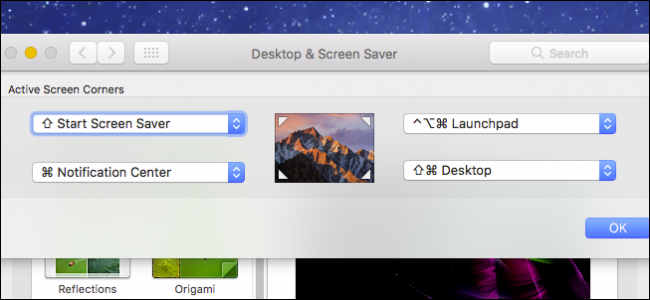 Desktop & Screen Saver
Search
Active Screen Corners
⇧ Start Screen Saver
^⌥⌘ Launchpad
⌘ Notification Center
⇧⌘ Desktop
OK
Reflections
Origami